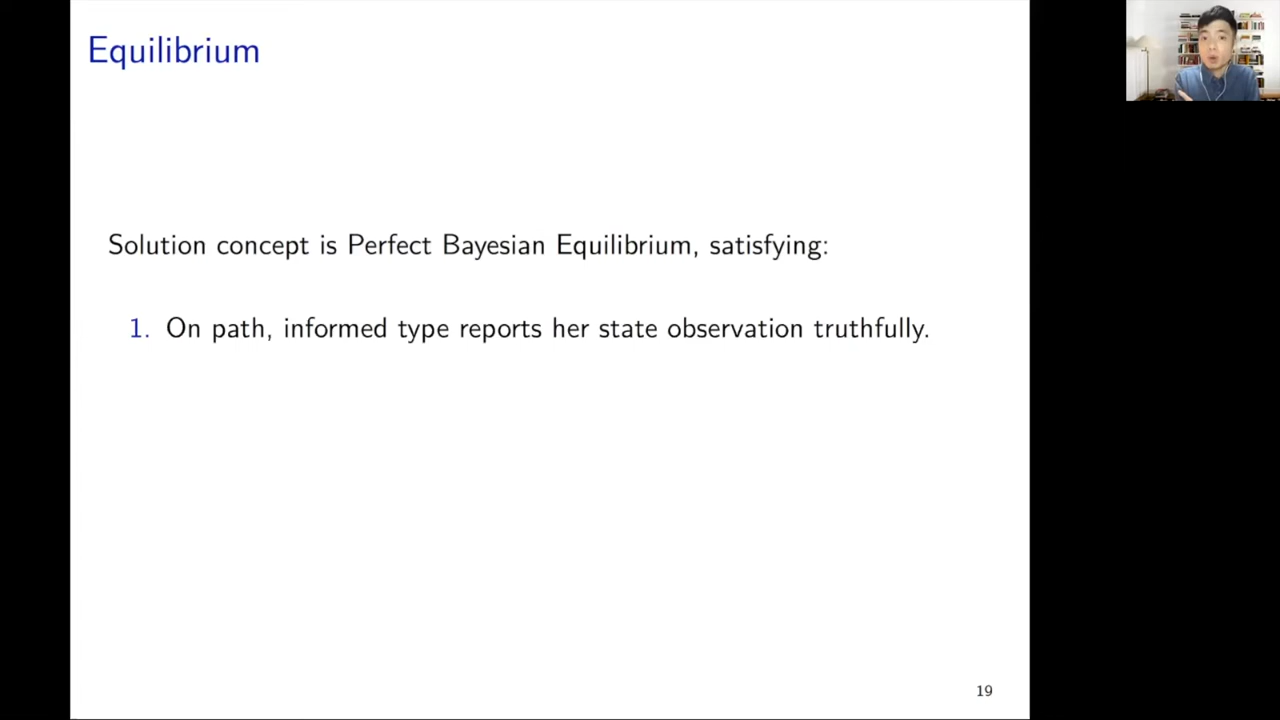 Equilibrium
Solution concept is Perfect Bayesian Equilibrium, satisfying:
1. On path, informed type reports her state observation truthfully.
19